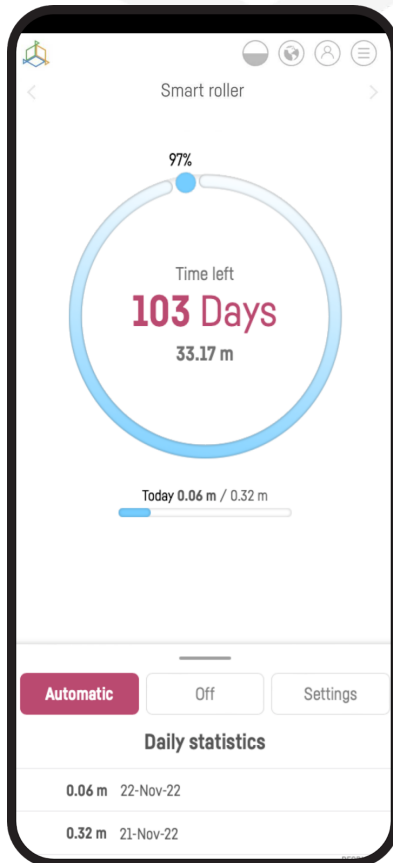 Smart roller
97%
Time left
103 Days
33.17 m
Today 0.06 m / 0.32 m
Automatic
Off
Settings
Daily statistics
0.06 m 22-Nov-22
0.32 m 21-Nov-22